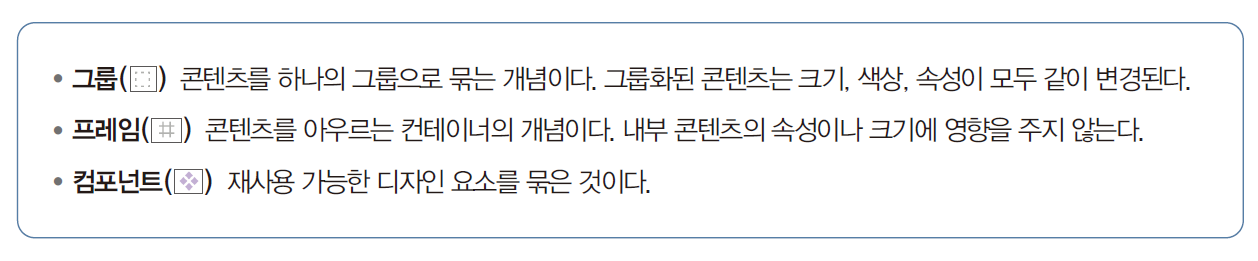 • 그룹( ) 콘텐츠를 하나의 그룹으로 묶는 개념이다. 그룹화된 콘텐츠는 크기, 색상, 속성이 모두 같이 변경된다.
• 프레임( ) 콘텐츠를 아우르는 컨테이너의 개념이다. 내부 콘텐츠의 속성이나 크기에 영향을 주지 않는다.
• 컴포넌트( ) 재사용 가능한 디자인 요소를 묶은 것이다.